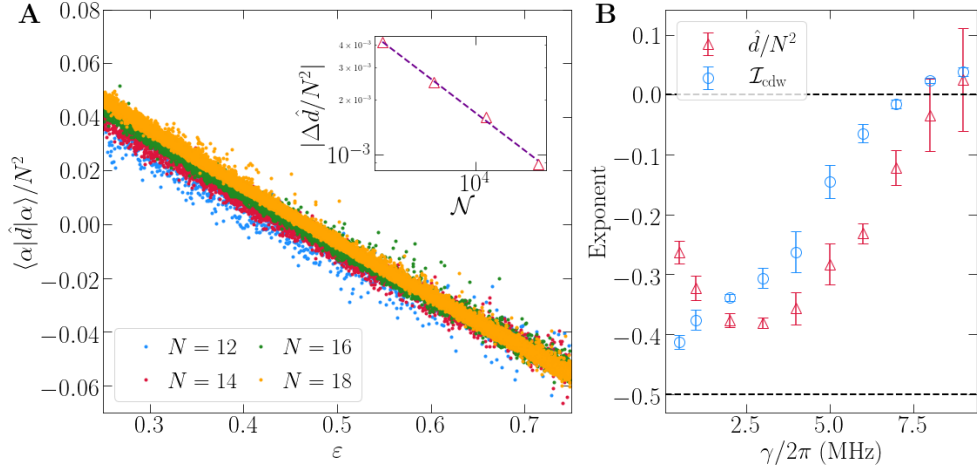 A
0.08
0.06
0.04
0.02
0.00
−0.02
−0.04
−0.06
⟨α|d̂|α⟩/N²
0.3 0.4 0.5 0.6 0.7
ε
N = 12 N = 16
N = 14 N = 18
|Δd̂/N²|
4 × 10⁻³
3 × 10⁻³
2 × 10⁻³
10⁻³
10⁴
𝒩
B
0.1
0.0
−0.1
−0.2
−0.3
−0.4
−0.5
Exponent
d̂/N²
ℐcdw
2.5 5.0 7.5
γ/2π (MHz)